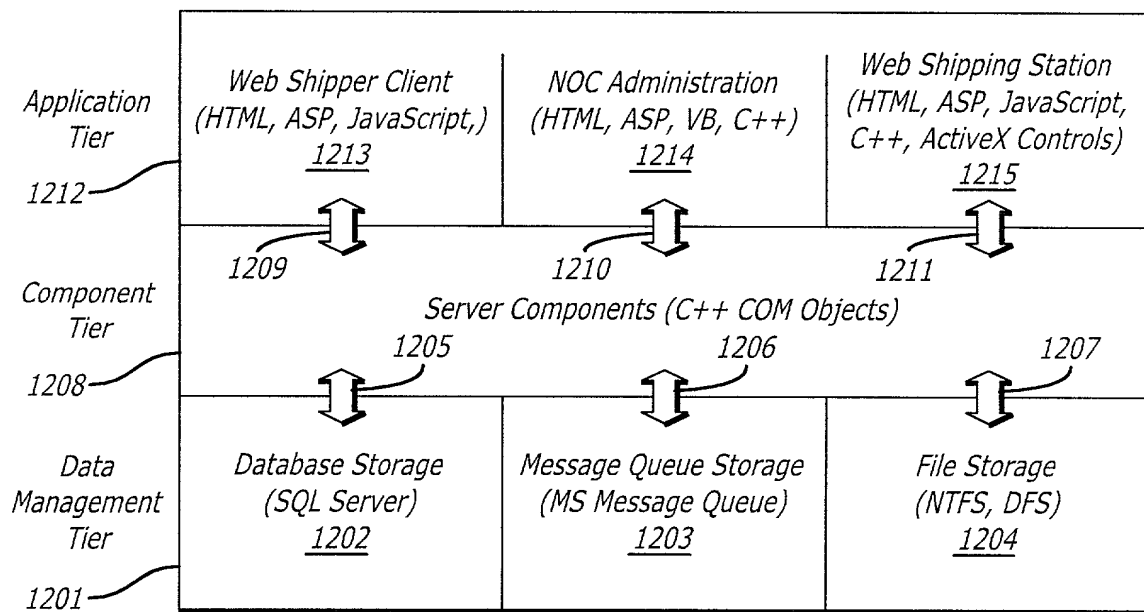 Application
Tier
1212
Web Shipper Client
(HTML, ASP, JavaScript,)
1213
NOC Administration
(HTML, ASP, VB, C++)
1214
Web Shipping Station
(HTML, ASP, JavaScript,
C++, ActiveX Controls)
1215
1209
1210
1211
Component
Tier
1208
Server Components (C++ COM Objects)
1205
1206
1207
Data
Management
Tier
1201
Database Storage
(SQL Server)
1202
Message Queue Storage
(MS Message Queue)
1203
File Storage
(NTFS, DFS)
1204